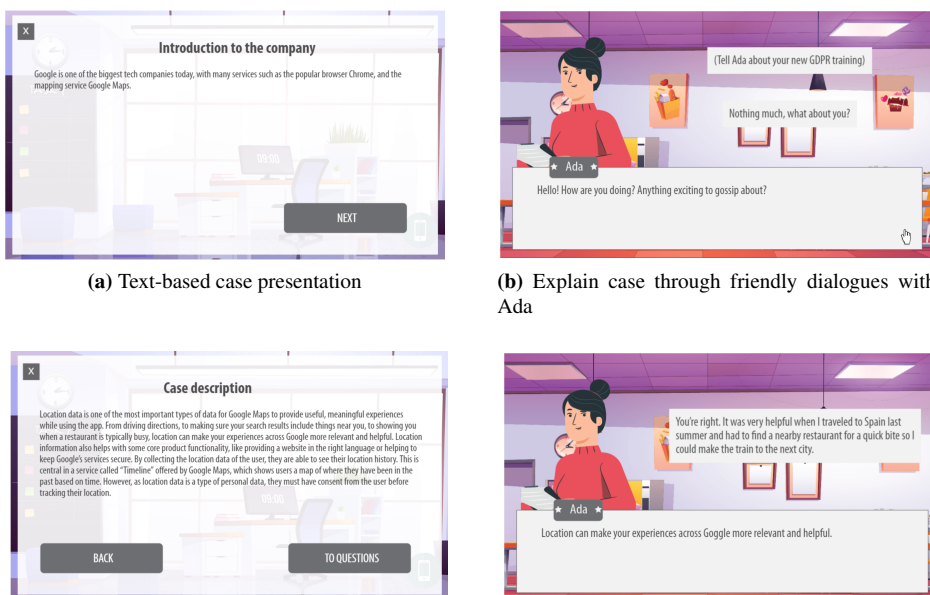 X
Introduction to the company
Google is one of the biggest tech companies today, with many services such as the popular browser Chrome, and the
mapping service Google Maps.
09:00
NEXT
(a) Text-based case presentation
(Tell Ada about your new GDPR training)
Nothing much, what about you?
Ada
Hello! How are you doing? Anything exciting to gossip about?
(b) Explain case through friendly dialogues with
Ada
X
Case description
Location data is one of the most important types of data for Google Maps to provide useful, meaningful experiences
while using the app. From driving directions, to making sure your search results include things near you, to showing you
when a restaurant is typically busy, location can make your experiences across Google more relevant and helpful. Location
information also helps with some core product functionality, like providing a website in the right language or helping to
keep Google's services secure. By collecting the location data of the user, they are able to see their location history. This is
central in a service called "Timeline" offered by Google Maps, which shows users a map of where they have been in the
past based on time. However, as location data is a type of personal data, they must have consent from the user before
tracking their location.
09:00
BACK
TO QUESTIONS
You're right. It was very helpful when I traveled to Spain last
summer and had to find a nearby restaurant for a quick bite so I
could make the train to the next city.
Ada
Location can make your experiences across Goggle more relevant and helpful.